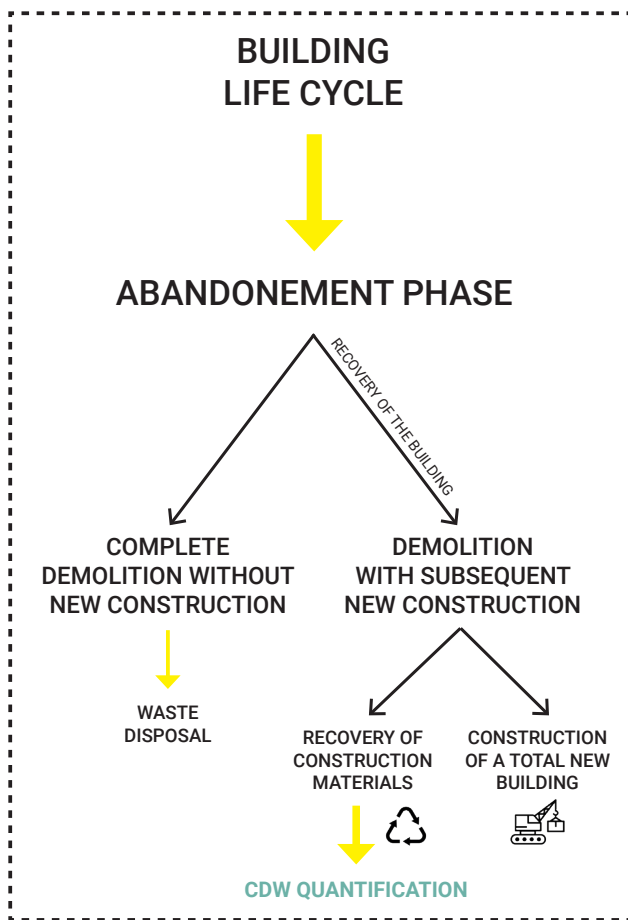 BUILDING
LIFE CYCLE
ABANDONEMENT PHASE
RECOVERY OF THE BUILDING
COMPLETE
DEMOLITION WITHOUT
NEW CONSTRUCTION
DEMOLITION
WITH SUBSEQUENT
NEW CONSTRUCTION
WASTE
DISPOSAL
RECOVERY OF
CONSTRUCTION
MATERIALS
CONSTRUCTION
OF A TOTAL NEW
BUILDING
CDW QUANTIFICATION